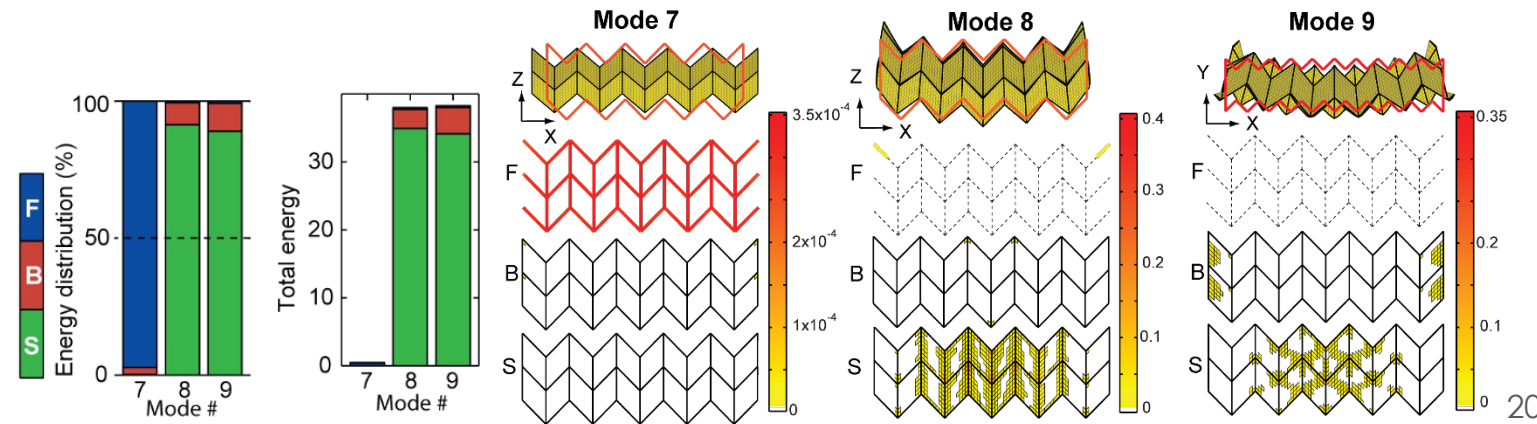 F
B
S
Energy distribution (%)
100
50
0
7
8
9
Mode #
Total energy
30
20
10
0
7
8
9
Mode #
Mode 7
Z
X
F
B
S
3.5x10⁻⁴
2x10⁻⁴
1x10⁻⁴
0
Mode 8
Z
X
F
B
S
0.4
0.3
0.2
0.1
0
Mode 9
Y
X
F
B
S
0.35
0.3
0.2
0.1
0
20